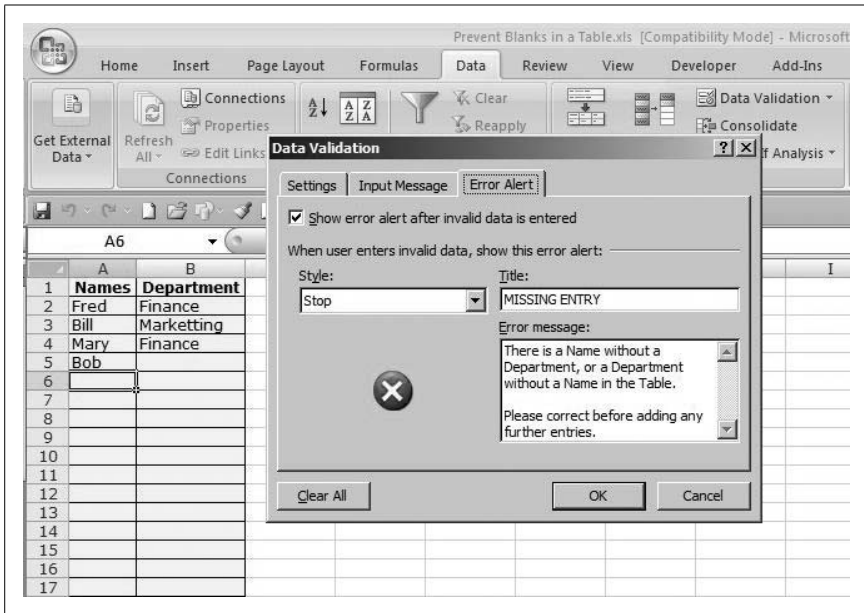 Prevent Blanks in a Table.xls [Compatibility Mode] - Microsoft
Home Insert Page Layout Formulas Data Review View Developer Add-Ins
Get External Data
Refresh All
Connections
Properties
Edit Links
Connections
Clear
Reapply
Data Validation
Consolidate
Analysis
A6
Data Validation
Settings Input Message Error Alert
Show error alert after invalid data is entered
When user enters invalid data, show this error alert:
Style: Title:
Stop MISSING ENTRY
Error message:
There is a Name without a
Department, or a Department
without a Name in the Table.
Please correct before adding any
further entries.
Clear All OK Cancel
A B I
1 Names Department
2 Fred Finance
3 Bill Marketting
4 Mary Finance
5 Bob
6
7
8
9
10
11
12
13
14
15
16
17